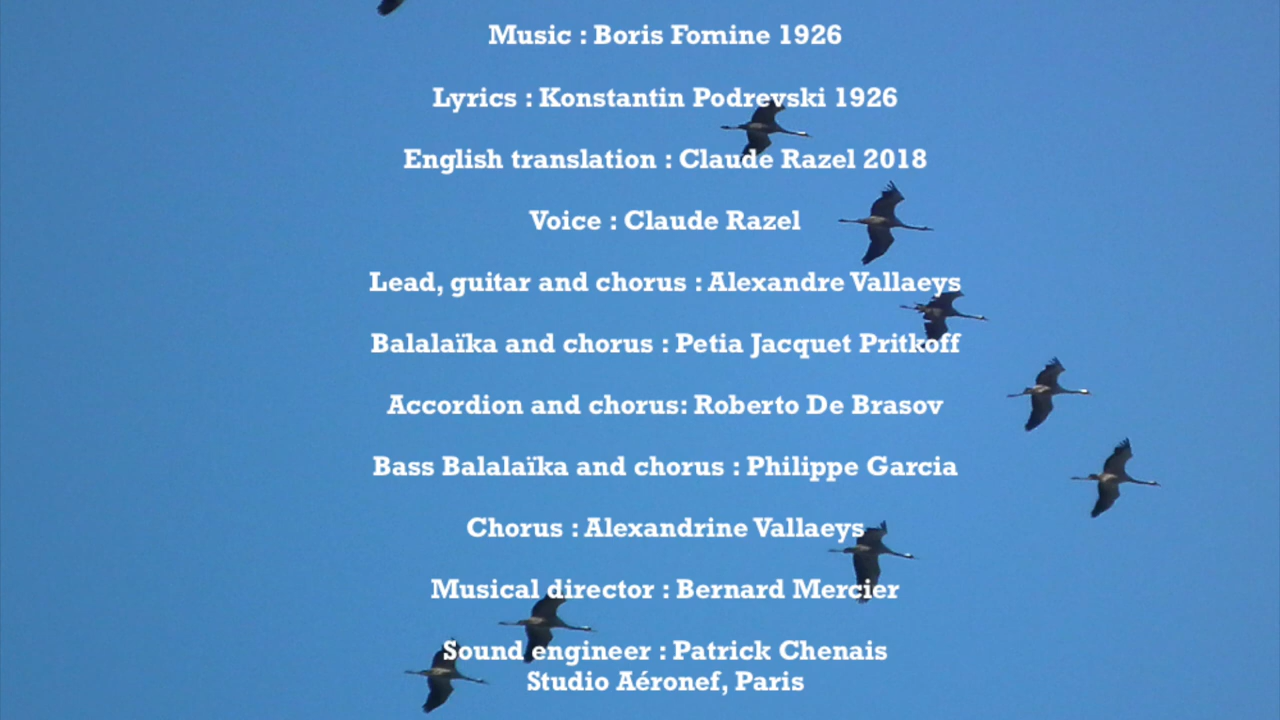 Music : Boris Fomine 1926
Lyrics : Konstantin Podrevski 1926
English translation : Claude Razel 2018
Voice : Claude Razel
Lead, guitar and chorus : Alexandre Vallaeys
Balalaïka and chorus : Petia Jacquet Pritkoff
Accordion and chorus: Roberto De Brasov
Bass Balalaïka and chorus : Philippe Garcia
Chorus : Alexandrine Vallaeys
Musical director : Bernard Mercier
Sound engineer : Patrick Chenais
Studio Aéronef, Paris